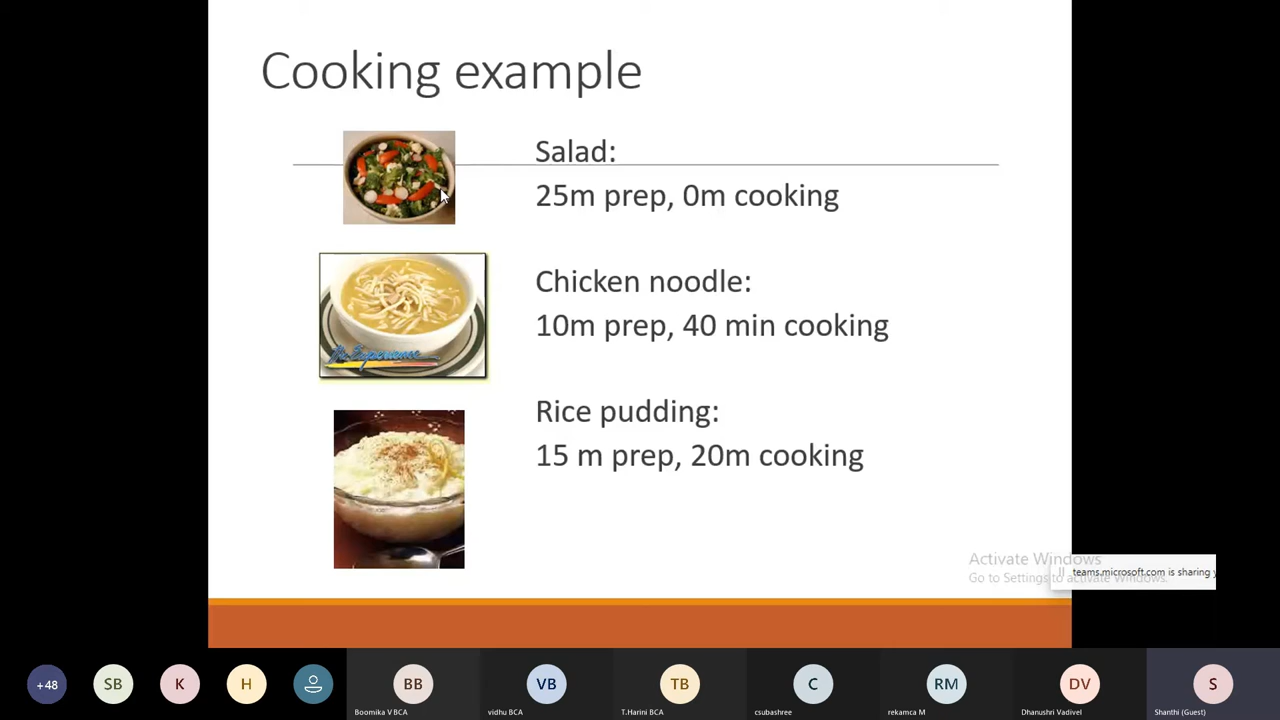 Cooking example
Salad:
25m prep, 0m cooking
Chicken noodle:
10m prep, 40 min cooking
Rice pudding:
15 m prep, 20m cooking
Activate Windows
Go to Settings to activate Windows.
teams.microsoft.com is sharing
+48
SB
K
H
BB
VB
TB
C
RM
DV
S
Boomika V BCA
vidhu BCA
T.Harini BCA
csubashree
rekamca M
Dhanushri Vadivel
Shanthi (Guest)